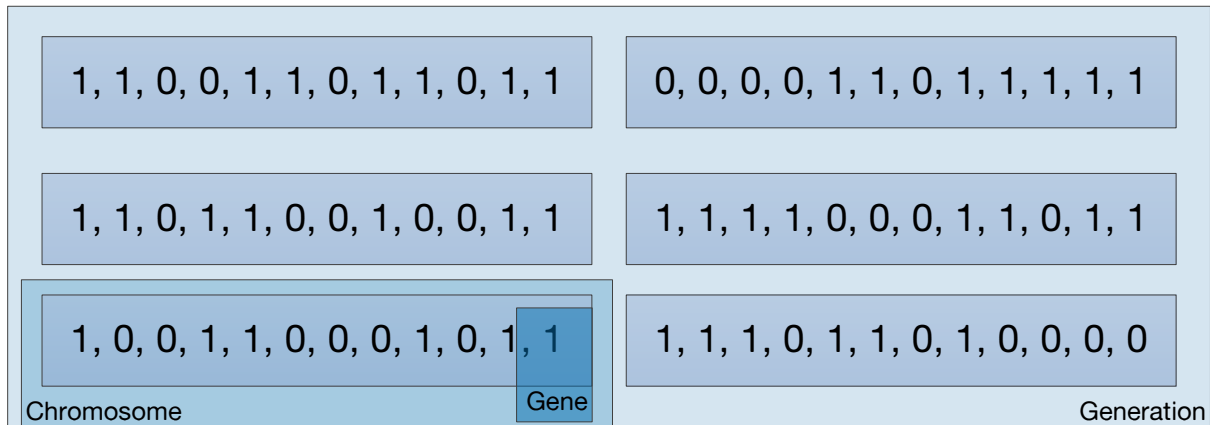 1, 1, 0, 0, 1, 1, 0, 1, 1, 0, 1, 1
0, 0, 0, 0, 1, 1, 0, 1, 1, 1, 1, 1
1, 1, 0, 1, 1, 0, 0, 1, 0, 0, 1, 1
1, 1, 1, 1, 0, 0, 0, 1, 1, 0, 1, 1
1, 0, 0, 1, 1, 0, 0, 0, 1, 0, 1, 1
1, 1, 1, 0, 1, 1, 0, 1, 0, 0, 0, 0
Chromosome
Gene
Generation